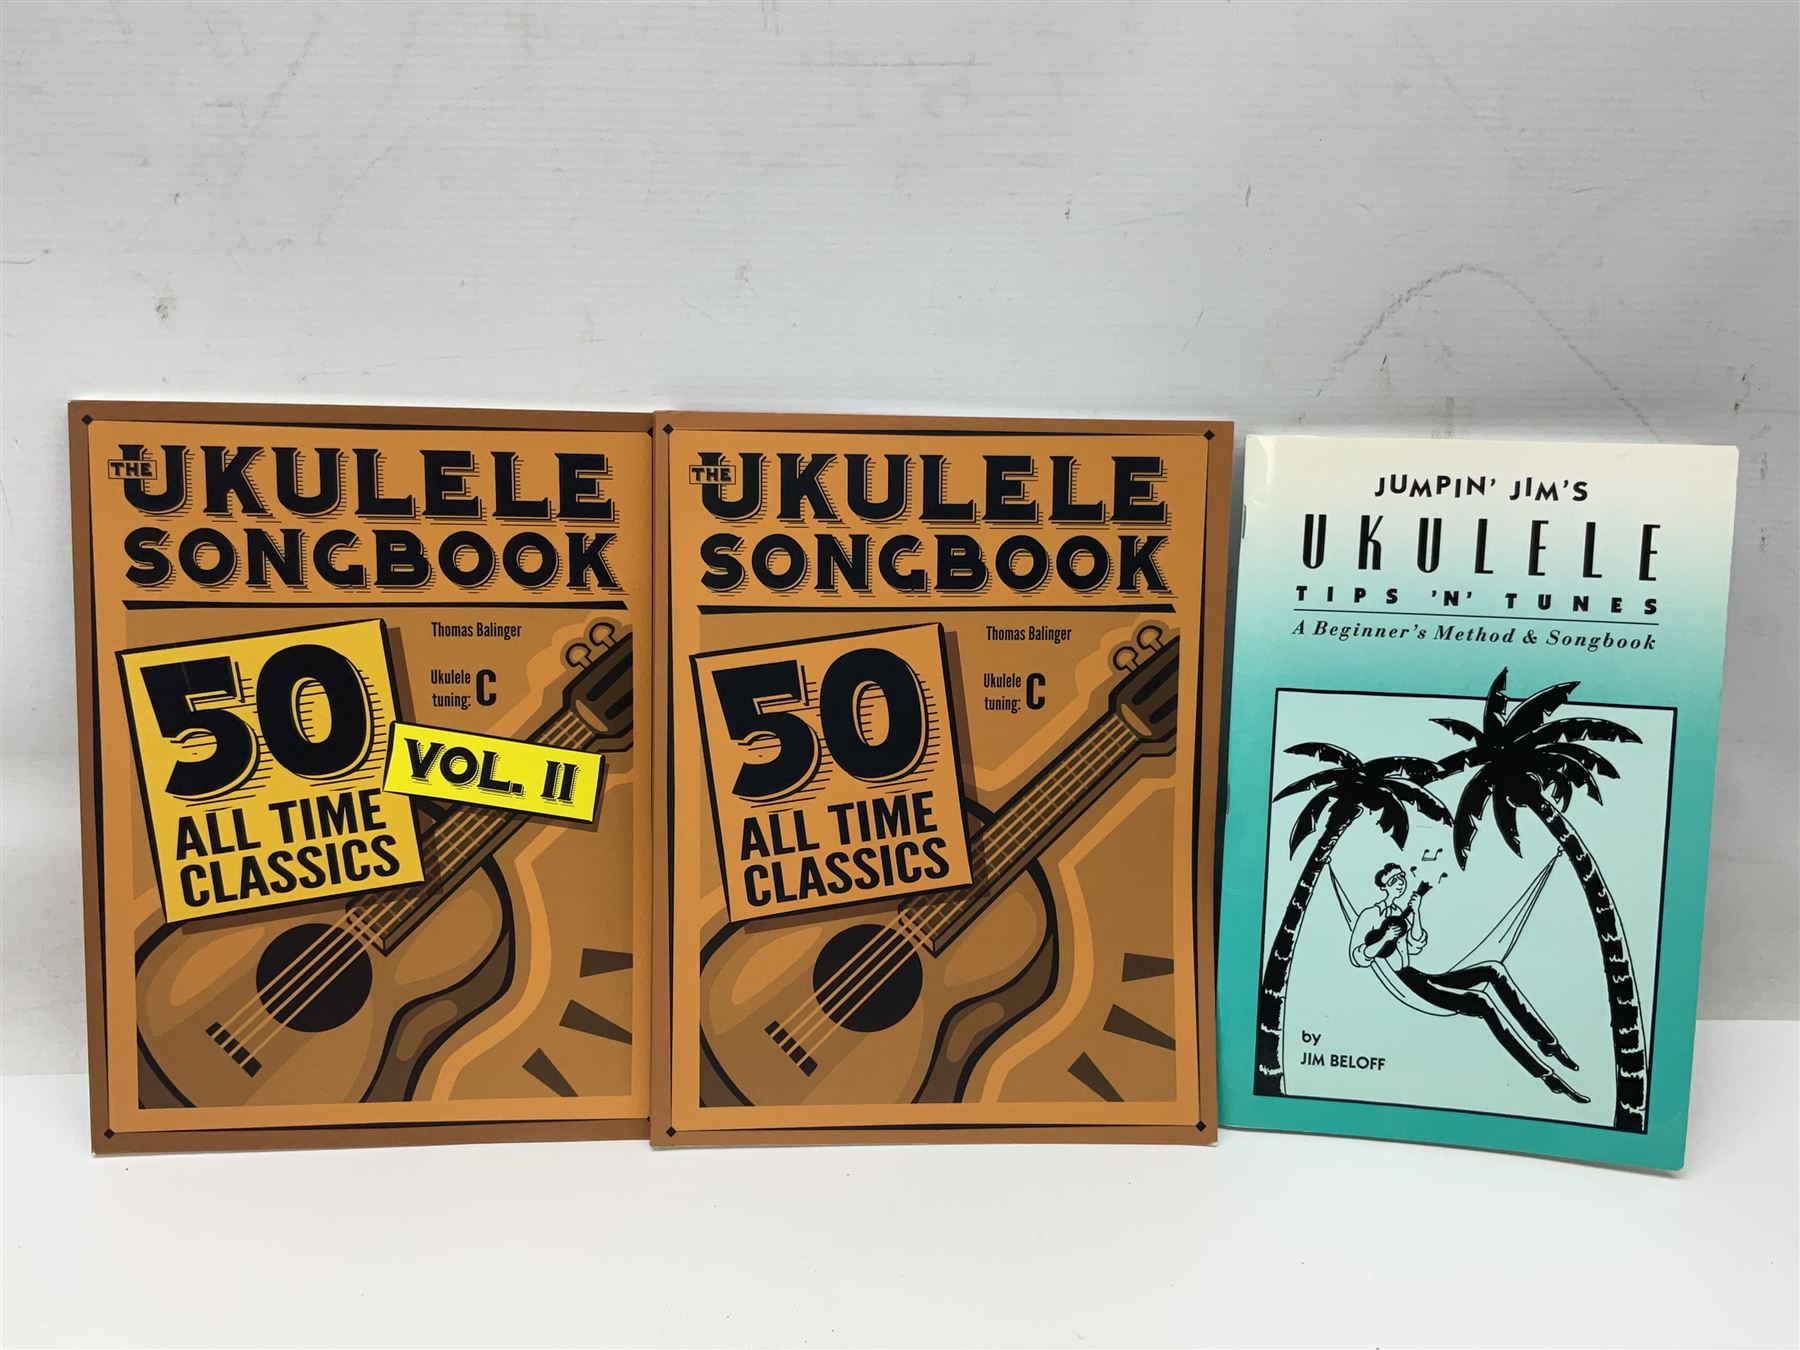 THE UKULELE
SONGBOOK
Thomas Balinger
Ukulele
tuning: C
50
ALL TIME
CLASSICS
VOL. II
THE UKULELE
SONGBOOK
Thomas Balinger
Ukulele
tuning: C
50
ALL TIME
CLASSICS
JUMPIN' JIM'S
UKULELE
TIPS 'N' TUNES
A Beginner's Method & Songbook
by
JIM BELOFF